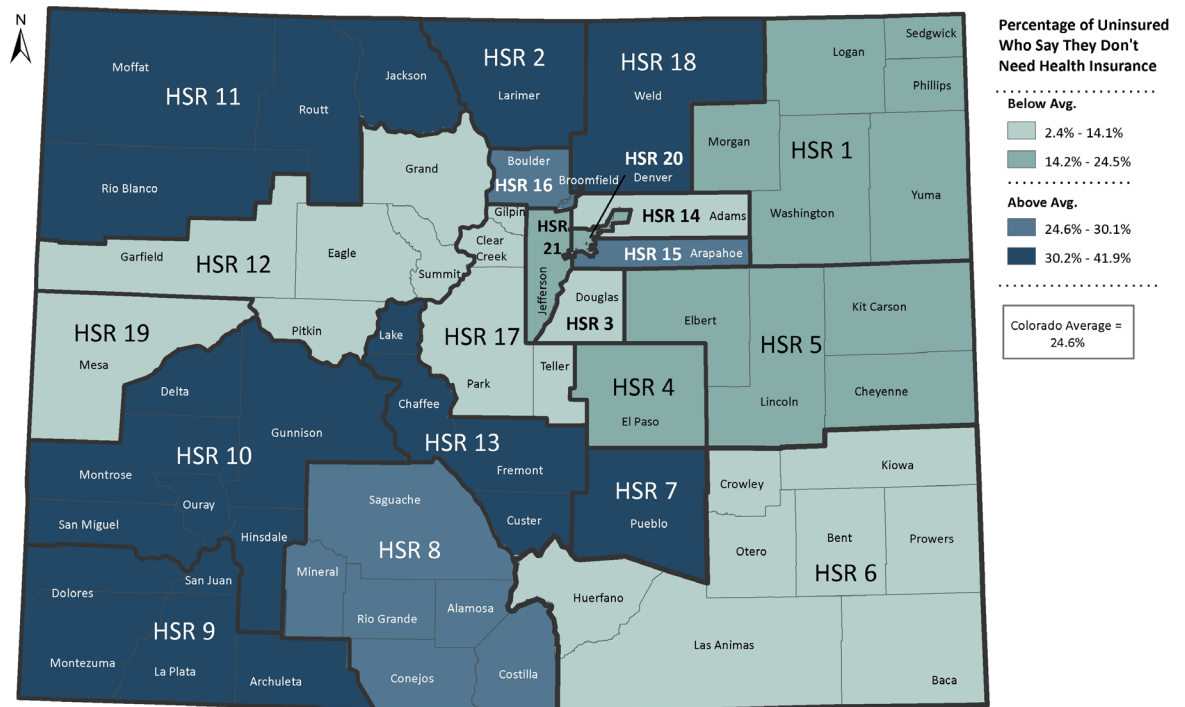 N
Moffat
HSR 11
Jackson
Routt
Rio Blanco
HSR 2
Larimer
HSR 18
Weld
Logan
Sedgwick
Phillips
Morgan
HSR 1
Washington
Yuma
Grand
Boulder
HSR 16
Broomfield
HSR 20
Denver
Gilpin
Clear
Creek
HSR
21
Jefferson
HSR 14
Adams
HSR 15
Arapahoe
Garfield
HSR 12
Eagle
Summit
HSR 19
Mesa
Pitkin
Lake
HSR 17
Park
Teller
Douglas
HSR 3
Elbert
HSR 5
Kit Carson
Lincoln
Cheyenne
HSR 4
El Paso
Delta
Gunnison
HSR 10
Montrose
Ouray
San Miguel
Hinsdale
Chaffee
HSR 13
Fremont
Custer
HSR 7
Pueblo
Crowley
Kiowa
Otero
Bent
Prowers
HSR 6
Huerfano
Las Animas
Baca
Saguache
HSR 8
Mineral
Rio Grande
Alamosa
Conejos
Costilla
San Juan
Dolores
HSR 9
Montezuma
La Plata
Archuleta
Percentage of Uninsured
Who Say They Don't
Need Health Insurance
Below Avg.
2.4% - 14.1%
14.2% - 24.5%
Above Avg.
24.6% - 30.1%
30.2% - 41.9%
Colorado Average =
24.6%